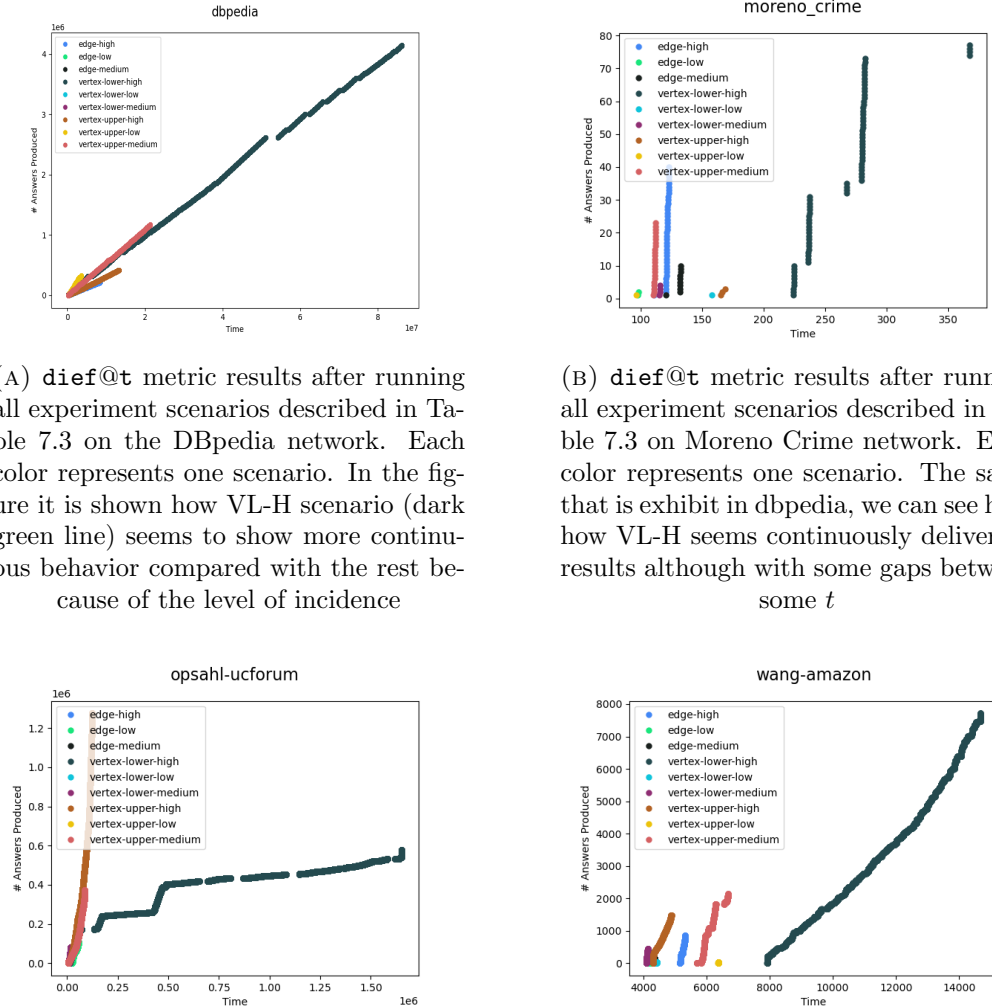 dbpedia
1e6
edge-high
edge-low
edge-medium
vertex-lower-high
vertex-lower-low
vertex-lower-medium
vertex-upper-high
vertex-upper-low
vertex-upper-medium
# Answers Produced
4
3
2
1
0
0 2 4 6 8
1e7
Time
moreno_crime
edge-high
edge-low
edge-medium
vertex-lower-high
vertex-lower-low
vertex-lower-medium
vertex-upper-high
vertex-upper-low
vertex-upper-medium
# Answers Produced
80
70
60
50
40
30
20
10
0
100 150 200 250 300 350
Time
(A) dief@t metric results after running
all experiment scenarios described in Ta-
ble 7.3 on the DBpedia network. Each
color represents one scenario. In the fig-
ure it is shown how VL-H scenario (dark
green line) seems to show more continu-
ous behavior compared with the rest be-
cause of the level of incidence
(B) dief@t metric results after runn
all experiment scenarios described in
ble 7.3 on Moreno Crime network. E
color represents one scenario. The sa
that is exhibit in dbpedia, we can see h
how VL-H seems continuously deliver
results although with some gaps betw
some t
opsahl-ucforum
1e6
edge-high
edge-low
edge-medium
vertex-lower-high
vertex-lower-low
vertex-lower-medium
vertex-upper-high
vertex-upper-low
vertex-upper-medium
# Answers Produced
1.2
1.0
0.8
0.6
0.4
0.2
0.0
0.00 0.25 0.50 0.75 1.00 1.25 1.50
1e6
Time
wang-amazon
edge-high
edge-low
edge-medium
vertex-lower-high
vertex-lower-low
vertex-lower-medium
vertex-upper-high
vertex-upper-low
vertex-upper-medium
# Answers Produced
8000
7000
6000
5000
4000
3000
2000
1000
0
4000 6000 8000 10000 12000 14000
Time